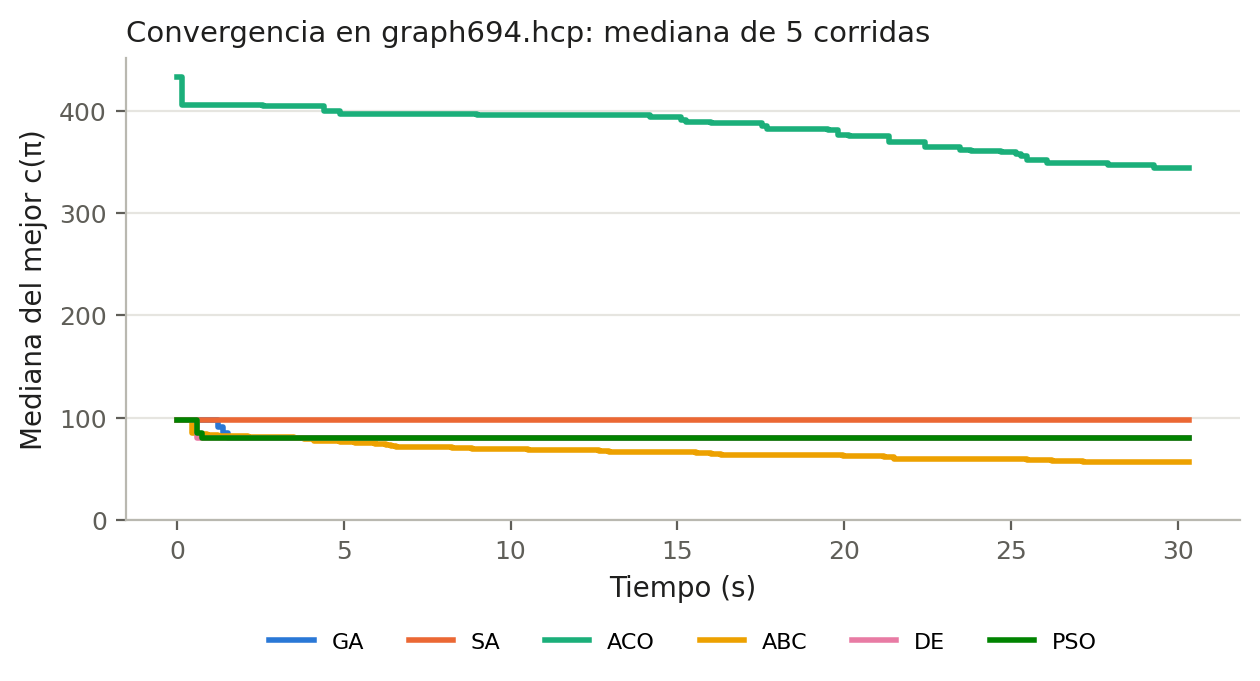 Convergencia en graph694.hcp: mediana de 5 corridas
Mediana del mejor c(π)
400
300
200
100
0
0 5 10 15 20 25 30
Tiempo (s)
GA SA ACO ABC DE PSO